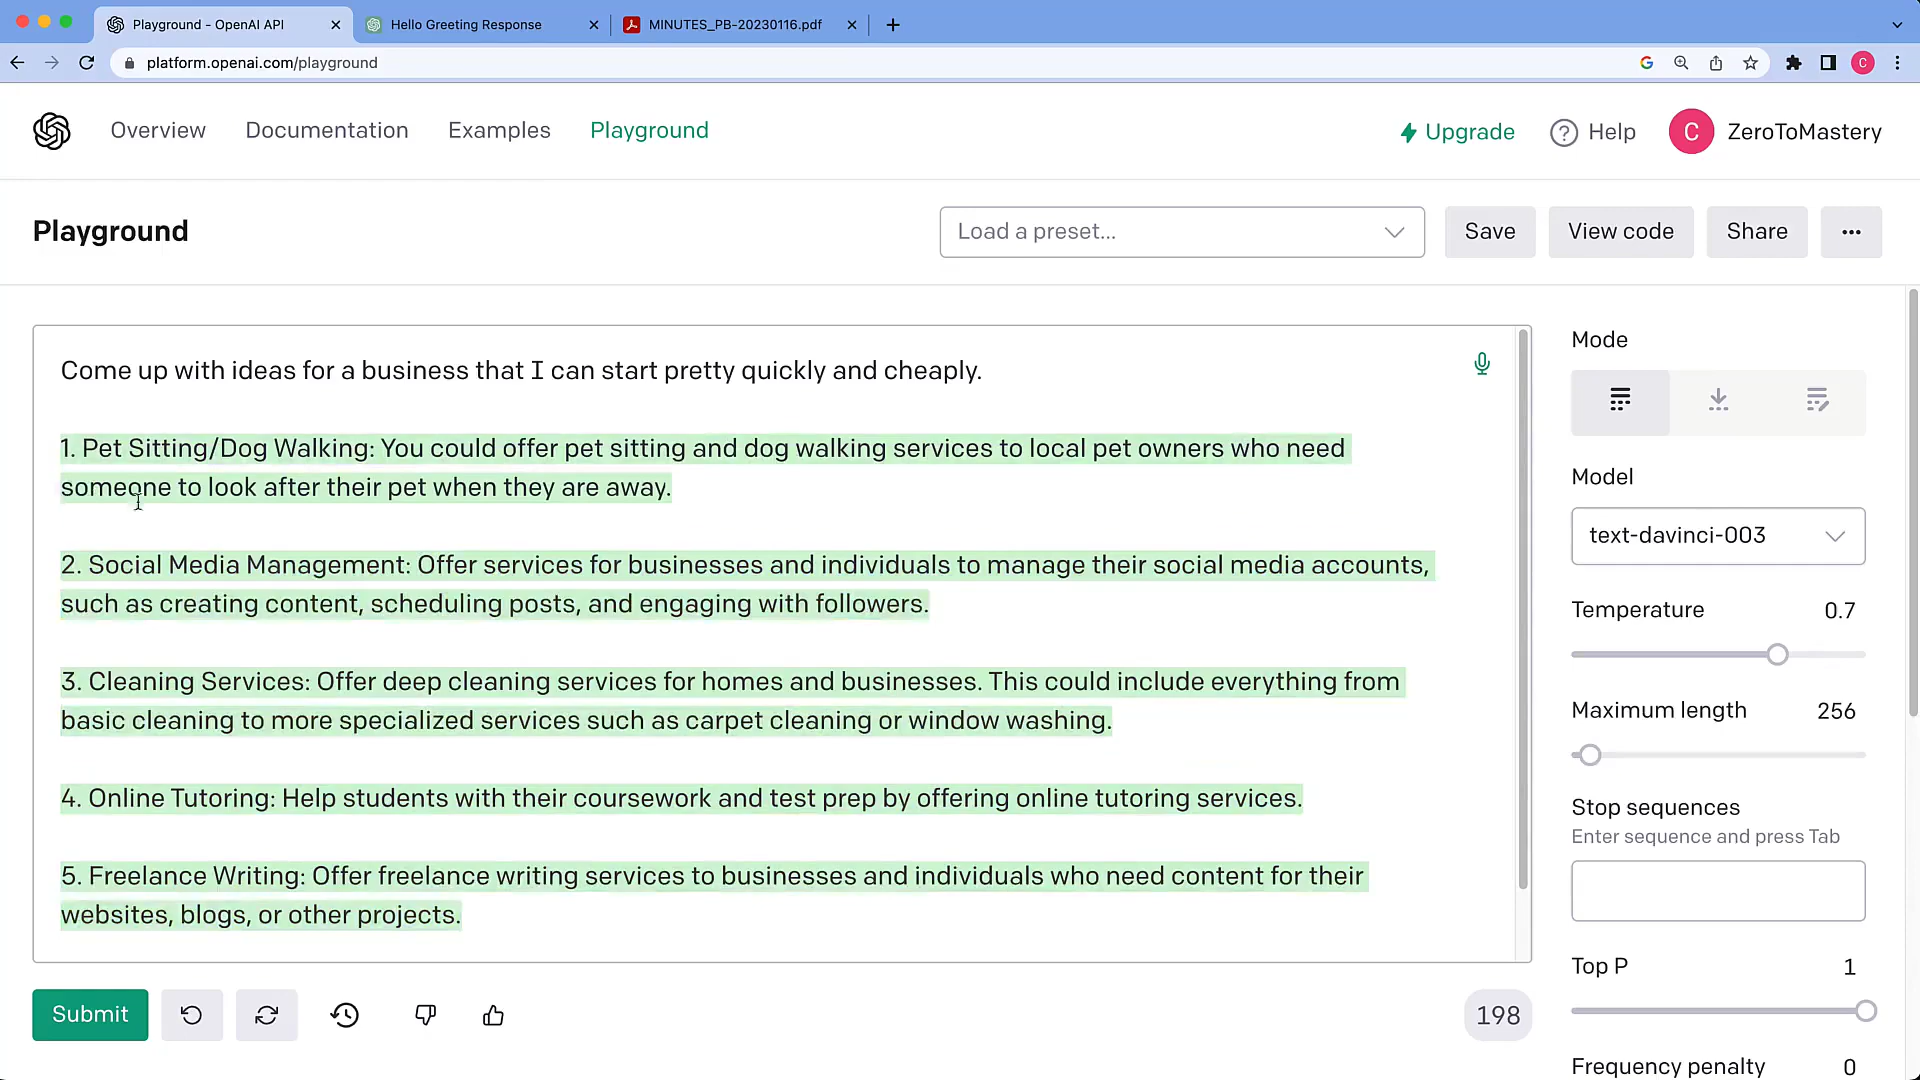 Playground - OpenAI API
Hello Greeting Response
MINUTES_PB-20230116.pdf
platform.openai.com/playground
C
Overview
Documentation
Examples
Playground
Upgrade
? Help
C
ZeroToMastery
Playground
Load a preset...
Save
View code
Share
Come up with ideas for a business that I can start pretty quickly and cheaply.
1. Pet Sitting/Dog Walking: You could offer pet sitting and dog walking services to local pet owners who need
someone to look after their pet when they are away.
2. Social Media Management: Offer services for businesses and individuals to manage their social media accounts,
such as creating content, scheduling posts, and engaging with followers.
3. Cleaning Services: Offer deep cleaning services for homes and businesses. This could include everything from
basic cleaning to more specialized services such as carpet cleaning or window washing.
4. Online Tutoring: Help students with their coursework and test prep by offering online tutoring services.
5. Freelance Writing: Offer freelance writing services to businesses and individuals who need content for their
websites, blogs, or other projects.
Submit
198
Mode
Model
text-davinci-003
Temperature 0.7
Maximum length 256
Stop sequences
Enter sequence and press Tab
Top P 1
Frequency penalty 0